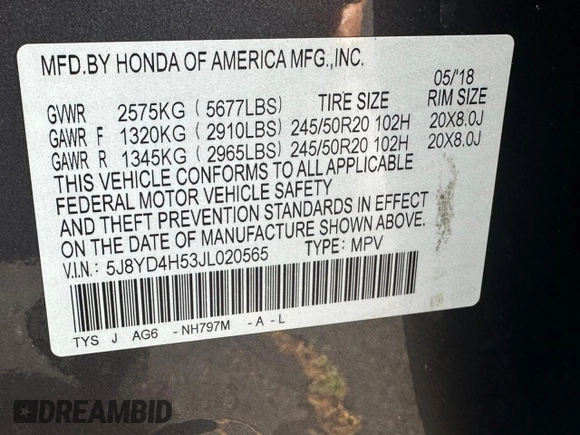 MFD.BY HONDA OF AMERICA MFG.,INC.
05/'18
GVWR 2575KG ( 5677LBS) TIRE SIZE RIM SIZE
GAWR F 1320KG ( 2910LBS) 245/50R20 102H 20X8.0J
GAWR R 1345KG ( 2965LBS) 245/50R20 102H 20X8.0J
THIS VEHICLE CONFORMS TO ALL APPLICABLE
FEDERAL MOTOR VEHICLE SAFETY
AND THEFT PREVENTION STANDARDS IN EFFECT
ON THE DATE OF MANUFACTURE SHOWN ABOVE.
V.I.N.: 5J8YD4H53JL020565 TYPE: MPV
TYS J AG6 -NH797M -A-L
DREAMBID